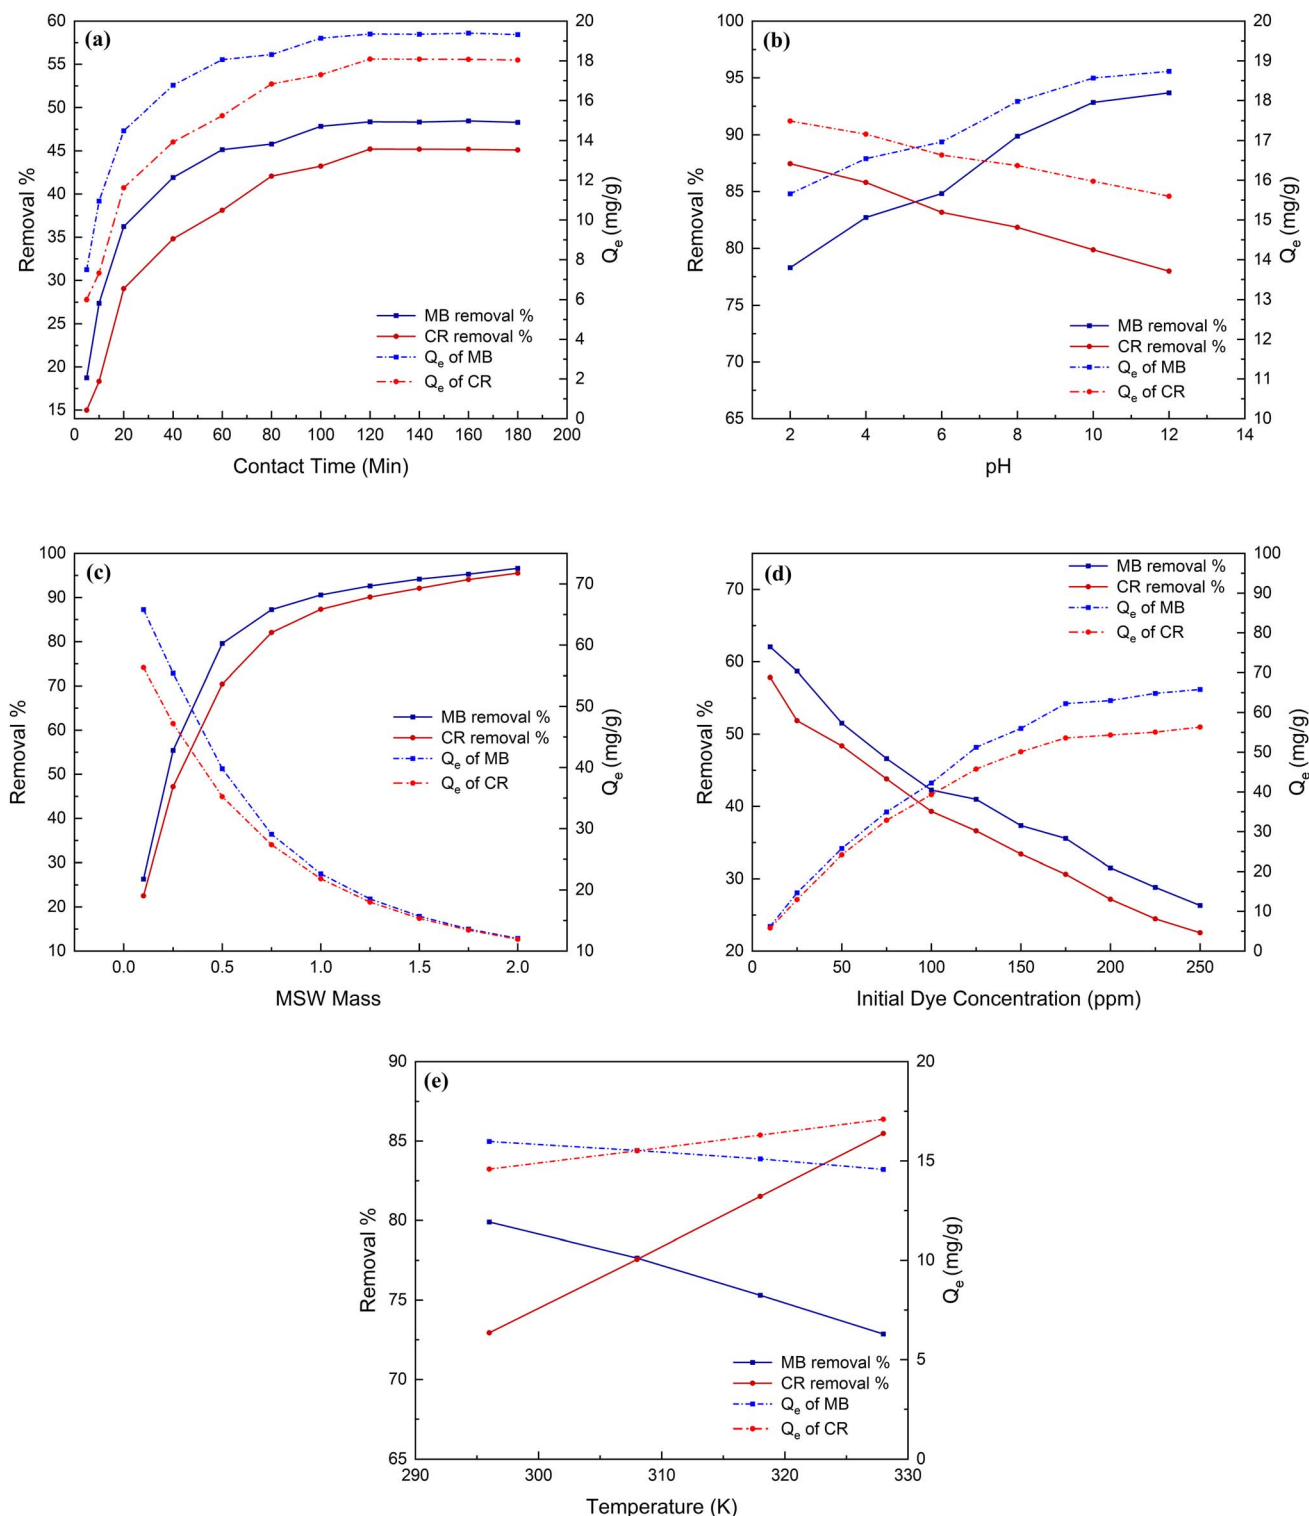 (a)
60
55
50
45
40
35
30
25
20
15
Removal %
20
18
16
14
12
10
8
6
4
2
0
Qe (mg/g)
MB removal %
CR removal %
Qe of MB
Qe of CR
0 20 40 60 80 100 120 140 160 180 200
Contact Time (Min)
(b)
100
95
90
85
80
75
70
65
Removal %
20
19
18
17
16
15
14
13
12
11
10
Qe (mg/g)
MB removal %
CR removal %
Qe of MB
Qe of CR
2 4 6 8 10 12 14
pH
(c)
100
90
80
70
60
50
40
30
20
10
Removal %
70
60
50
40
30
20
10
Qe (mg/g)
MB removal %
CR removal %
Qe of MB
Qe of CR
0.0 0.5 1.0 1.5 2.0
MSW Mass
(d)
70
60
50
40
30
20
Removal %
100
90
80
70
60
50
40
30
20
10
0
Qe (mg/g)
MB removal %
CR removal %
Qe of MB
Qe of CR
0 50 100 150 200 250
Initial Dye Concentration (ppm)
(e)
90
85
80
75
70
65
Removal %
20
15
10
5
0
Qe (mg/g)
MB removal %
CR removal %
Qe of MB
Qe of CR
290 300 310 320 330
Temperature (K)